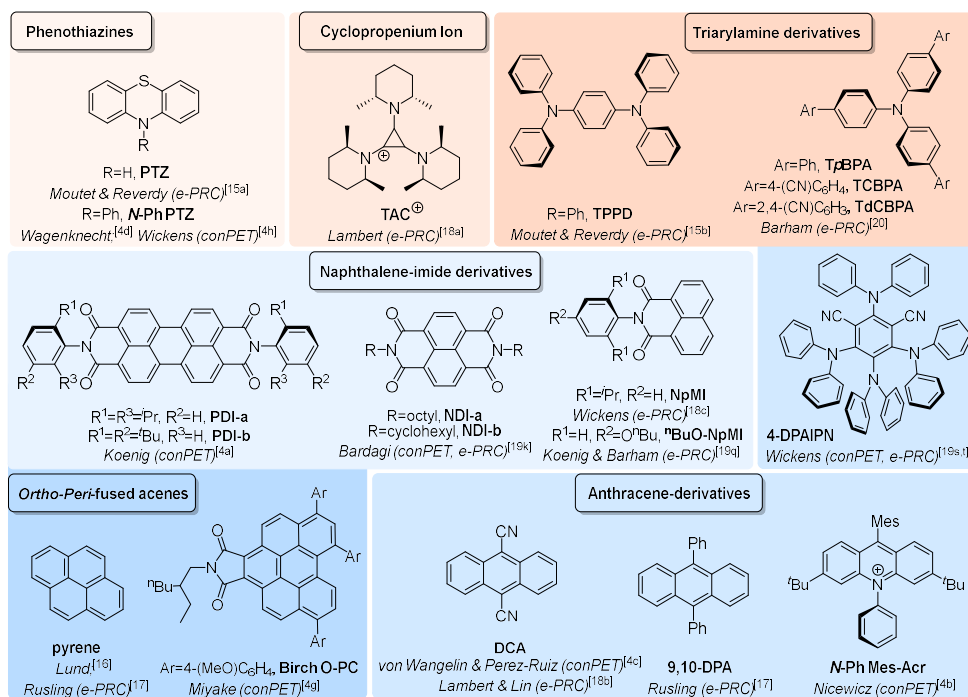 Phenothiazines
S
N
R
R=H, PTZ
Moutet & Reverdy (e-PRC)[15a]
R=Ph, N-Ph PTZ
Wagenknecht,[4d] Wickens (conPET)[4h]
Cyclopropenium Ion
N
N
N
⊕
TAC⊕
Lambert (e-PRC)[18a]
Triarylamine derivatives
N
N
R=Ph, TPPD
Moutet & Reverdy (e-PRC)[15b]
Ar
Ar
N
Ar
Ar=Ph, TpBPA
Ar=4-(CN)C6H4, TCBPA
Ar=2,4-(CN)C6H3, TdCBPA
Barham (e-PRC)[20]
Naphthalene-imide derivatives
R1
O
O
R1
N
N
R2
R3
O
O
R3
R2
R1=R3=iPr, R2=H, PDI-a
R1=R2=tBu, R3=H, PDI-b
Koenig (conPET)[4a]
O
O
R–N
N–R
O
O
R=octyl, NDI-a
R=cyclohexyl, NDI-b
Bardagi (conPET, e-PRC)[19k]
R1
O
R2
N
R1
O
R1=iPr, R2=H, NpMI
Wickens (e-PRC)[18c]
R1=H, R2=OnBu, nBuO-NpMI
Koenig & Barham (e-PRC)[19q]
N
CN
CN
N
N
N
4-DPAIPN
Wickens (conPET, e-PRC)[19s,t]
Ortho-Peri-fused acenes
pyrene
Lund,[16]
Rusling (e-PRC)[17]
Ar
O
Ar
N
nBu
O
Et
Ar
Ar=4-(MeO)C6H4, Birch O-PC
Miyake (conPET)[4g]
Anthracene-derivatives
CN
CN
DCA
von Wangelin & Perez-Ruiz (conPET)[4c]
Lambert & Lin (e-PRC)[18b]
Ph
Ph
9,10-DPA
Rusling (e-PRC)[17]
Mes
tBu
N
+
tBu
N-Ph Mes-Acr
Nicewicz (conPET)[4b]